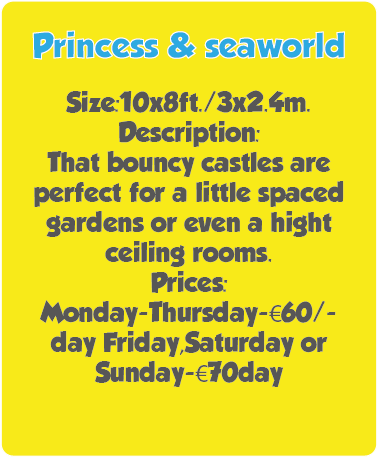 Princess & seaworld
Size:10x8ft./3x2.4m.
Description:
That bouncy castles are
perfect for a little spaced
gardens or even a hight
ceiling rooms.
Prices:
Monday-Thursday-€60/-
day Friday,Saturday or
Sunday-€70day